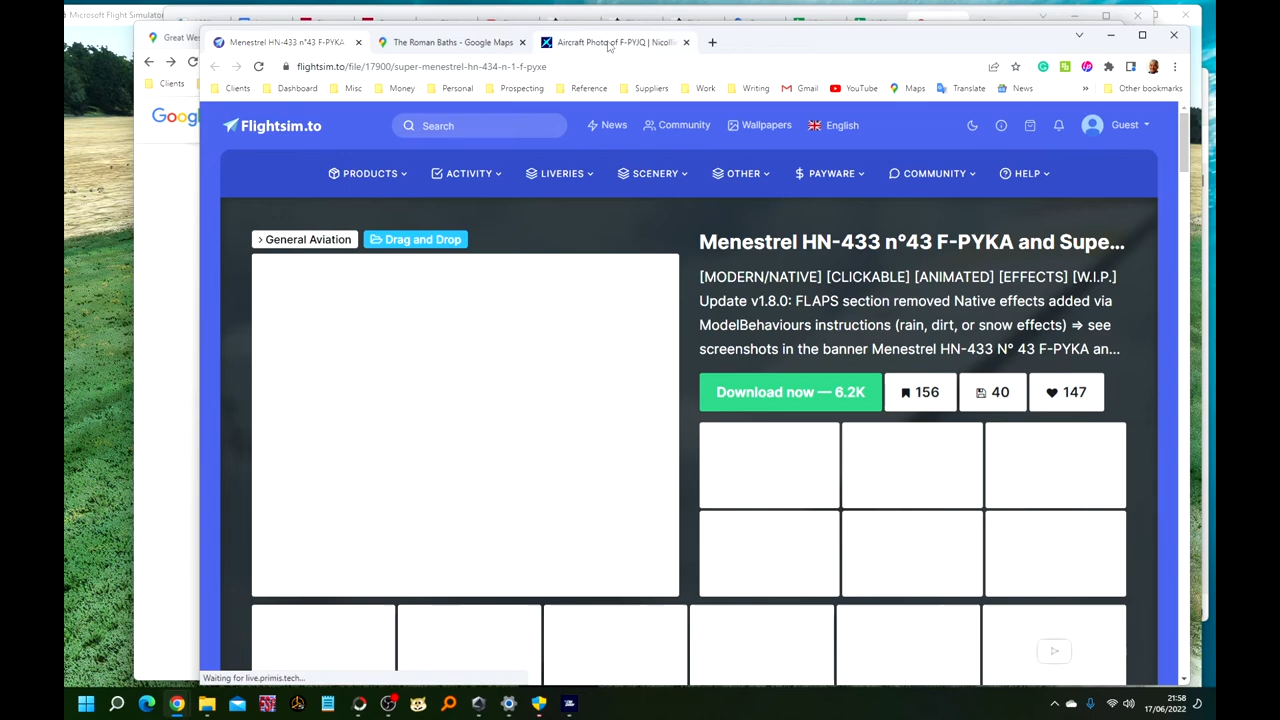 Microsoft Flight Simulator
Great Wes
Menestrel HN-433 n°43 F-PYKA
The Roman Baths - Google Maps
Aircraft Photo of F-PYJQ | Nicolli
flightsim.to/file/17900/super-menestrel-hn-434-n-1-f-pyxe
Clients
Clients
Dashboard
Misc
Money
Personal
Prospecting
Reference
Suppliers
Work
Writing
Gmail
YouTube
Maps
Translate
News
»
Other bookmarks
Goog
Flightsim.to
Search
News
Community
Wallpapers
English
Guest
PRODUCTS
ACTIVITY
LIVERIES
SCENERY
OTHER
PAYWARE
COMMUNITY
HELP
General Aviation
Drag and Drop
Menestrel HN-433 n°43 F-PYKA and Supe...
[MODERN/NATIVE] [CLICKABLE] [ANIMATED] [EFFECTS] [W.I.P.]
Update v1.8.0: FLAPS section removed Native effects added via
ModelBehaviours instructions (rain, dirt, or snow effects) => see
screenshots in the banner Menestrel HN-433 N° 43 F-PYKA an...
Download now — 6.2K
156
40
147
Waiting for live.primis.tech...
21:58
17/06/2022